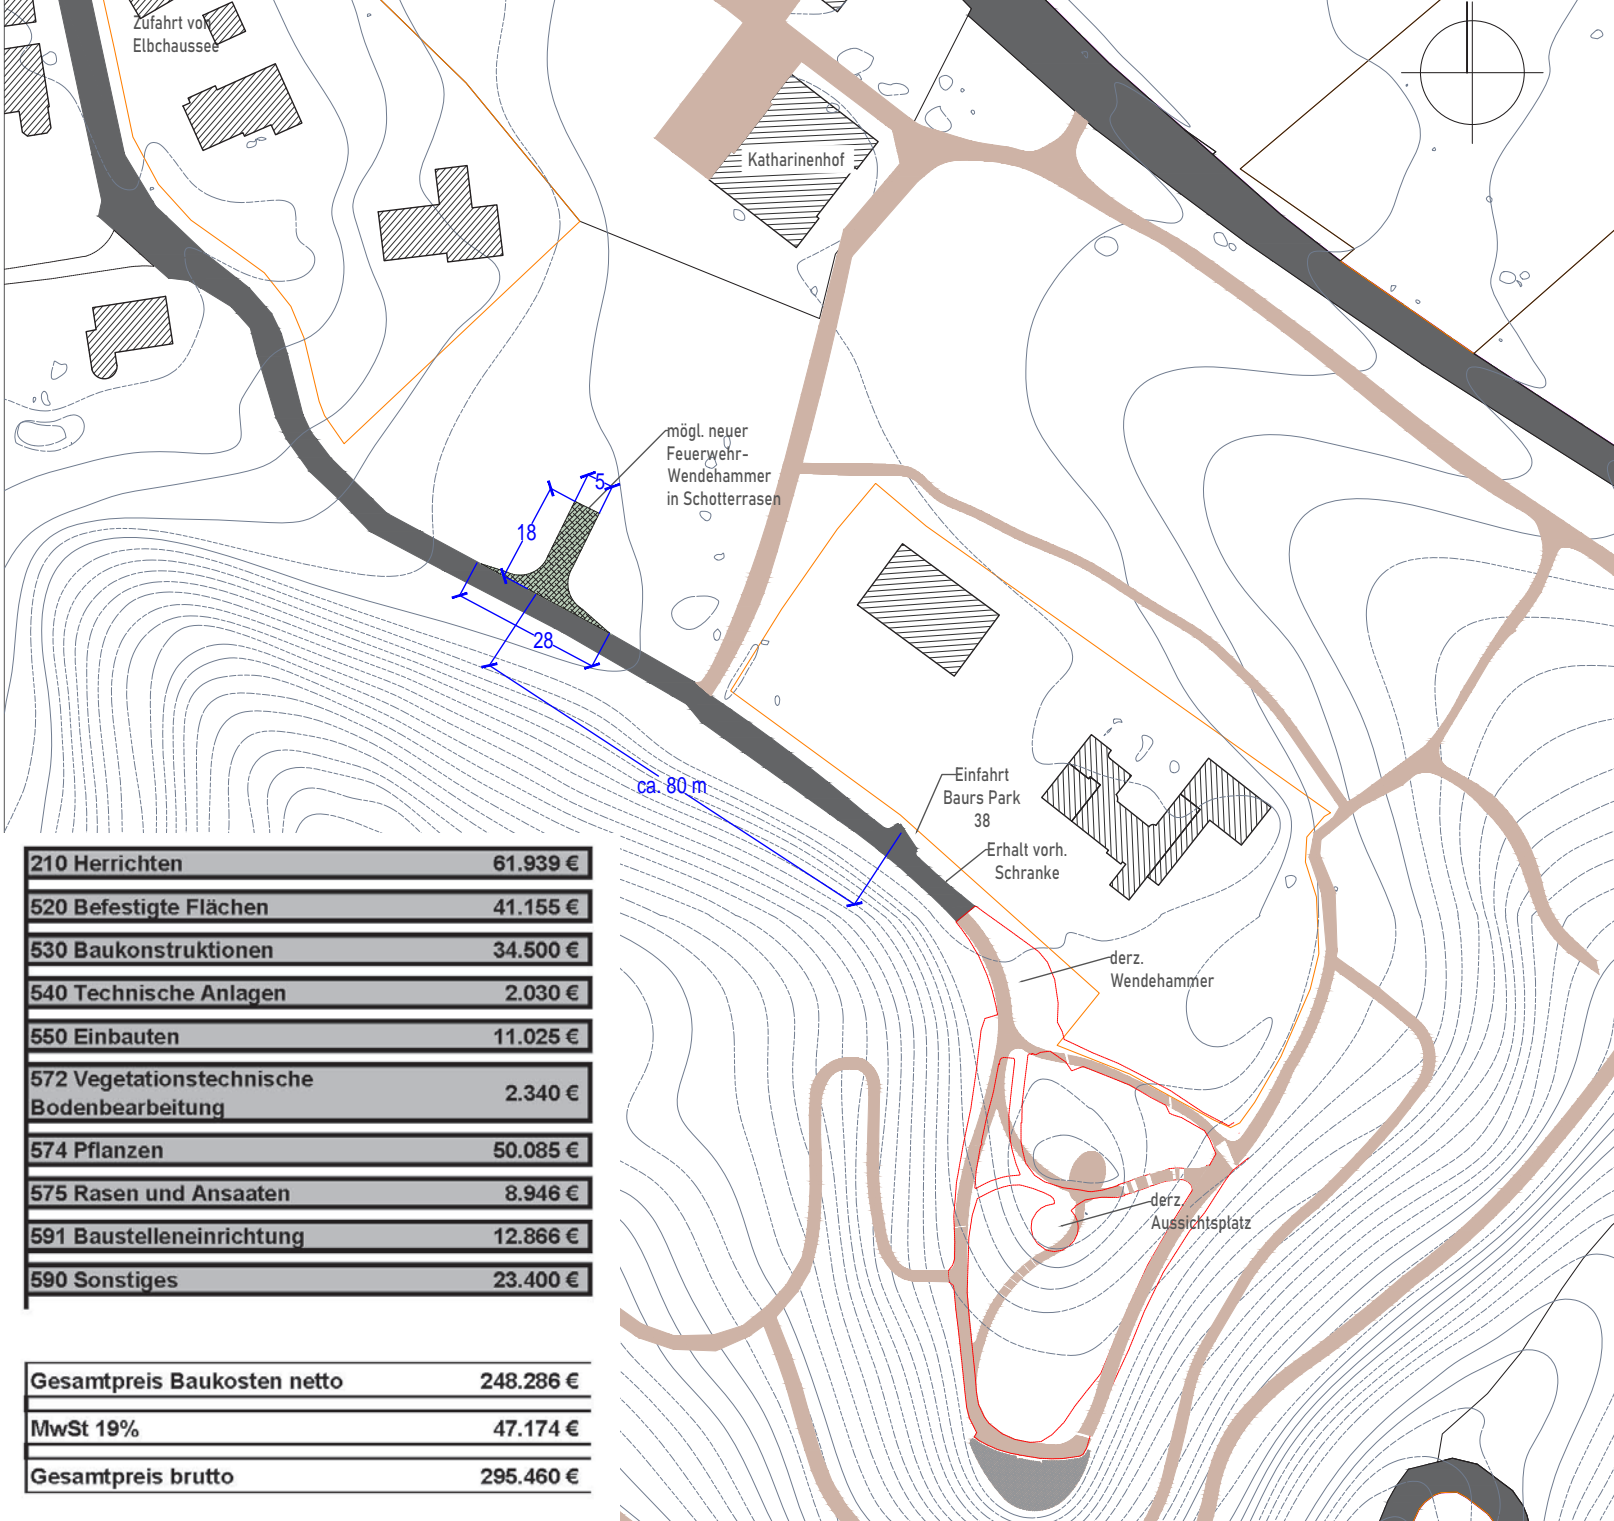 Zufahrt von
Elbchaussee
Katharinenhof
mögl. neuer
Feuerwehr-
Wendehammer
in Schotterrasen
5
18
28
ca. 80 m
Einfahrt
Baurs Park
38
Erhalt vorh.
Schranke
derz.
Wendehammer
derz.
Aussichtsplatz
210 Herrichten 61.939 €
520 Befestigte Flächen 41.155 €
530 Baukonstruktionen 34.500 €
540 Technische Anlagen 2.030 €
550 Einbauten 11.025 €
572 Vegetationstechnische
Bodenbearbeitung 2.340 €
574 Pflanzen 50.085 €
575 Rasen und Ansaaten 8.946 €
591 Baustelleneinrichtung 12.866 €
590 Sonstiges 23.400 €
Gesamtpreis Baukosten netto 248.286 €
MwSt 19% 47.174 €
Gesamtpreis brutto 295.460 €